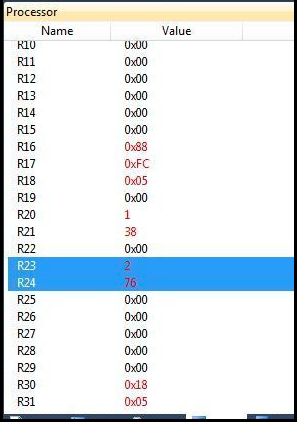 Processor
Name Value
R10 0x00
R11 0x00
R12 0x00
R13 0x00
R14 0x00
R15 0x00
R16 0x88
R17 0xFC
R18 0x05
R19 0x00
R20 1
R21 38
R22 0x00
R23 2
R24 76
R25 0x00
R26 0x00
R27 0x00
R28 0x00
R29 0x00
R30 0x18
R31 0x05